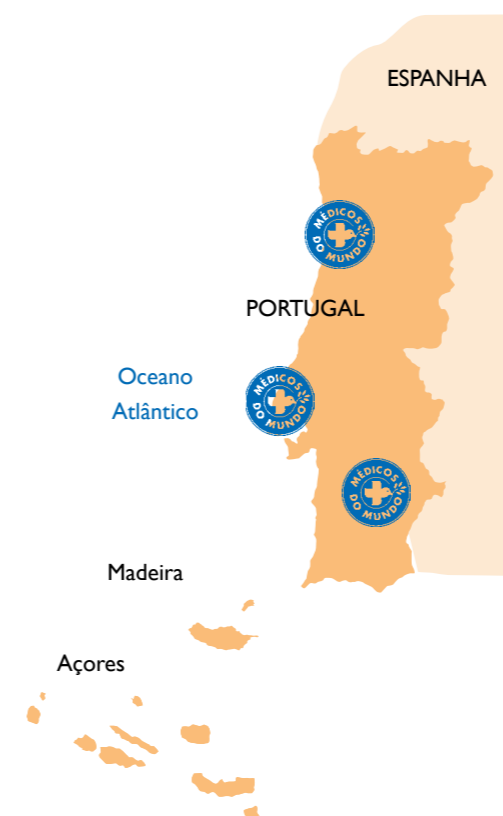 ESPANHA
MÉDICOS
DO MUNDO
PORTUGAL
Oceano
Atlântico
MÉDICOS
DO MUNDO
MÉDICOS
DO MUNDO
Madeira
Açores